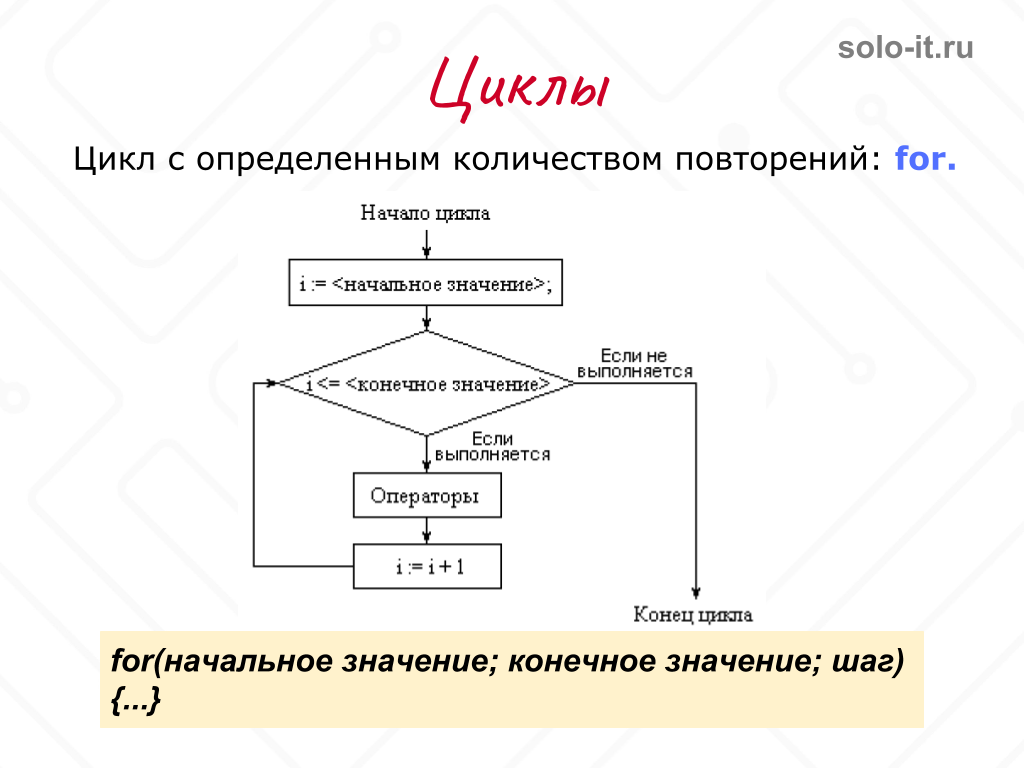 solo-it.ru
Циклы
Цикл с определенным количеством повторений: for.
Начало цикла
i := <начальное значение>;
i <= <конечное значение>
Если не
выполняется
Если
выполняется
Операторы
i := i + 1
Конец цикла
for(начальное значение; конечное значение; шаг)
{...}